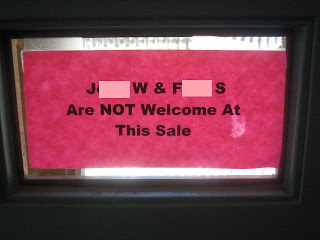 J W & F S
Are NOT Welcome At
This Sale